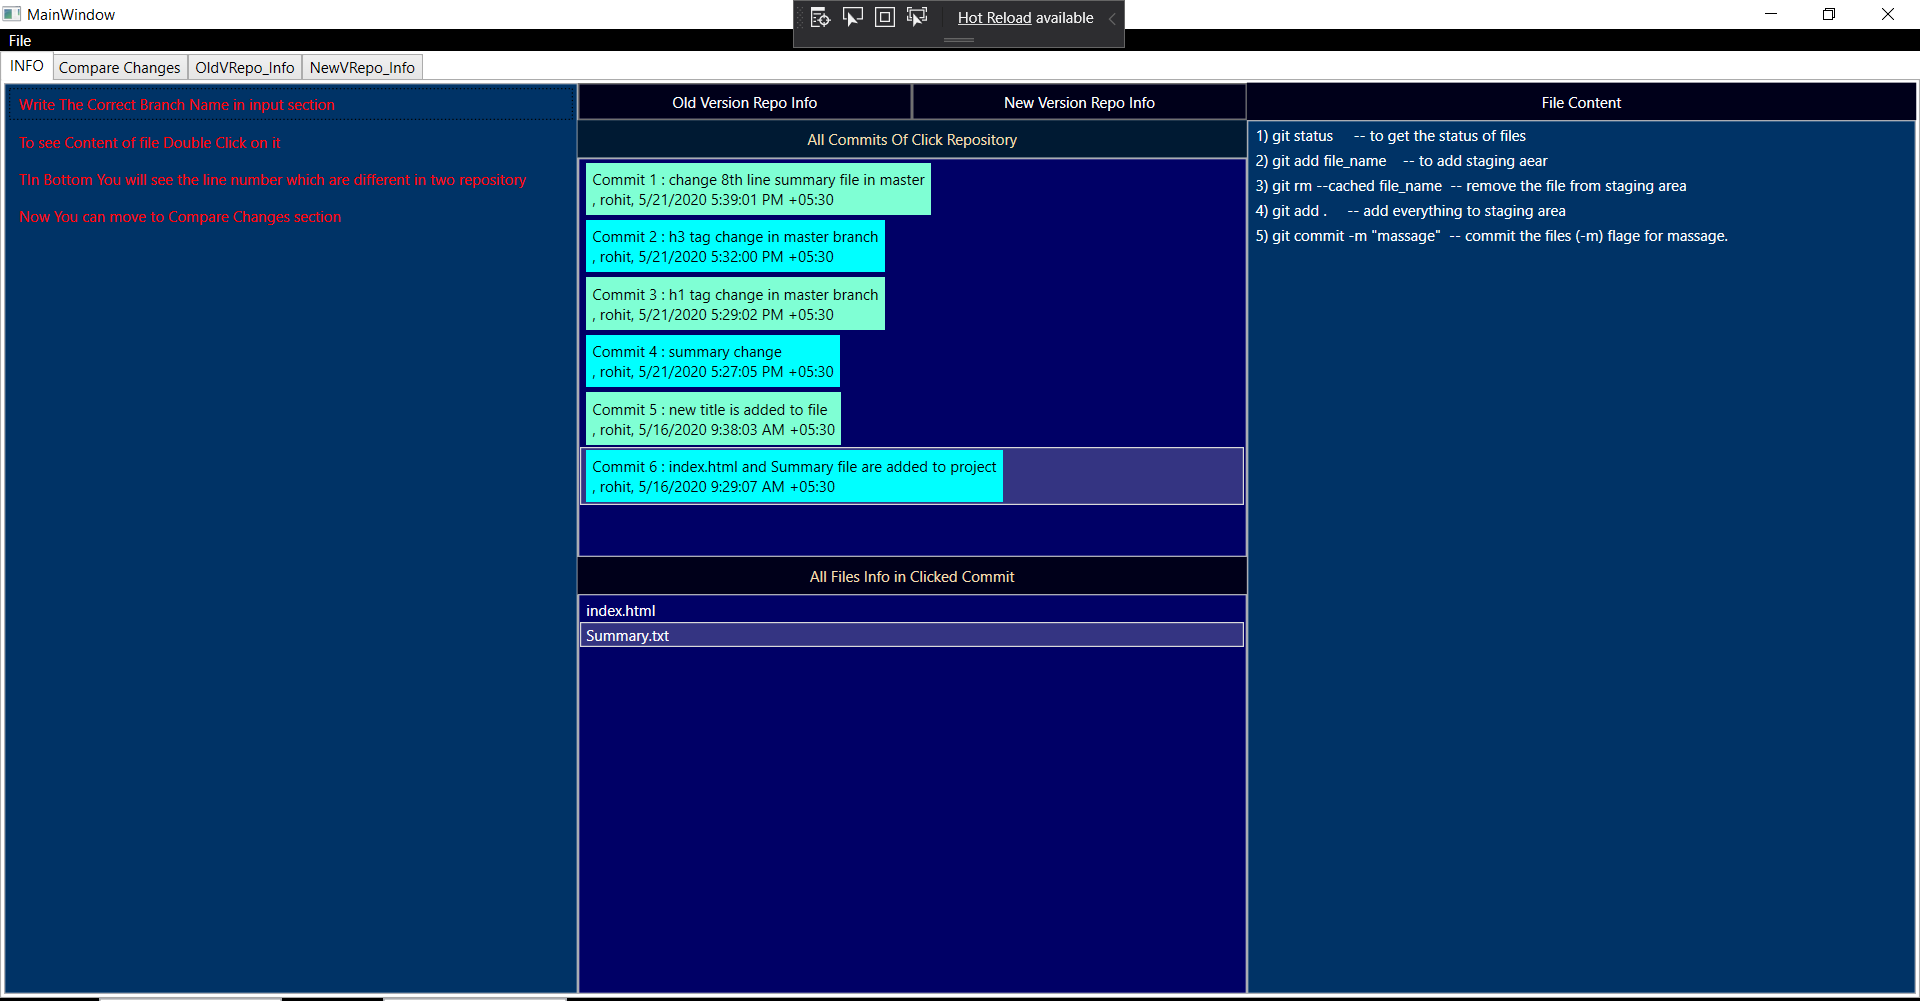 MainWindow
Hot Reload available
File
INFO
Compare Changes
OldVRepo_Info
NewVRepo_Info
Write The Correct Branch Name in input section
To see Content of file Double Click on it
TIn Bottom You will see the line number which are different in two repository
Now You can move to Compare Changes section
Old Version Repo Info
New Version Repo Info
All Commits Of Click Repository
Commit 1 : change 8th line summary file in master
, rohit, 5/21/2020 5:39:01 PM +05:30
Commit 2 : h3 tag change in master branch
, rohit, 5/21/2020 5:32:00 PM +05:30
Commit 3 : h1 tag change in master branch
, rohit, 5/21/2020 5:29:02 PM +05:30
Commit 4 : summary change
, rohit, 5/21/2020 5:27:05 PM +05:30
Commit 5 : new title is added to file
, rohit, 5/16/2020 9:38:03 AM +05:30
Commit 6 : index.html and Summary file are added to project
, rohit, 5/16/2020 9:29:07 AM +05:30
All Files Info in Clicked Commit
index.html
Summary.txt
File Content
1) git status -- to get the status of files
2) git add file_name -- to add staging aear
3) git rm --cached file_name -- remove the file from staging area
4) git add . -- add everything to staging area
5) git commit -m "massage" -- commit the files (-m) flage for massage.